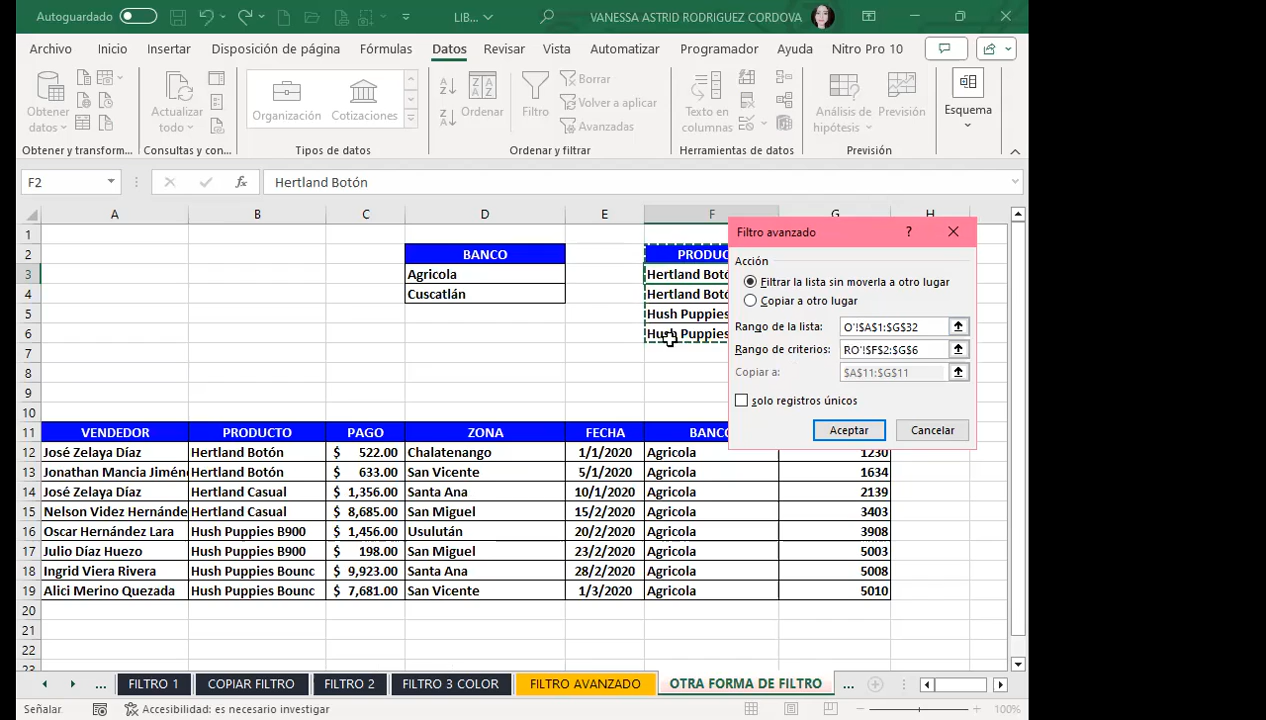 Autoguardado LIB... VANESSA ASTRID RODRIGUEZ CORDOVA
Archivo Inicio Insertar Disposición de página Fórmulas Datos Revisar Vista Automatizar Programador Ayuda Nitro Pro 10
Obtener datos
Actualizar todo
Organización Cotizaciones
Ordenar
Filtro
Borrar
Volver a aplicar
Avanzadas
Texto en columnas
Análisis de hipótesis
Previsión
Esquema
Obtener y transform... Consultas y con... Tipos de datos Ordenar y filtrar Herramientas de datos Previsión
F2 fx Hertland Botón
A B C D E F G H
1
2 BANCO PRODUC
3 Agricola Hertland Botó
4 Cuscatlán Hertland Botó
5 Hush Puppies
6 Hush Puppies
7
8
9
10
11 VENDEDOR PRODUCTO PAGO ZONA FECHA BANC
12 José Zelaya Díaz Hertland Botón $ 522.00 Chalatenango 1/1/2020 Agricola 1230
13 Jonathan Mancia Jimén Hertland Botón $ 633.00 San Vicente 5/1/2020 Agricola 1634
14 José Zelaya Díaz Hertland Casual $ 1,356.00 Santa Ana 10/1/2020 Agricola 2139
15 Nelson Videz Hernánde Hertland Casual $ 8,685.00 San Miguel 15/2/2020 Agricola 3403
16 Oscar Hernández Lara Hush Puppies B900 $ 1,456.00 Usulután 20/2/2020 Agricola 3908
17 Julio Díaz Huezo Hush Puppies B900 $ 198.00 San Miguel 23/2/2020 Agricola 5003
18 Ingrid Viera Rivera Hush Puppies Bounc $ 9,923.00 Santa Ana 28/2/2020 Agricola 5008
19 Alici Merino Quezada Hush Puppies Bounc $ 7,681.00 San Vicente 1/3/2020 Agricola 5010
20
21
22
23
Filtro avanzado ?
Acción
Filtrar la lista sin moverla a otro lugar
Copiar a otro lugar
Rango de la lista: O'!$A$1:$G$32
Rango de criterios: RO'!$F$2:$G$6
Copiar a: $A$11:$G$11
solo registros únicos
Aceptar Cancelar
... FILTRO 1 COPIAR FILTRO FILTRO 2 FILTRO 3 COLOR FILTRO AVANZADO OTRA FORMA DE FILTRO ...
Señalar Accesibilidad: es necesario investigar 100%